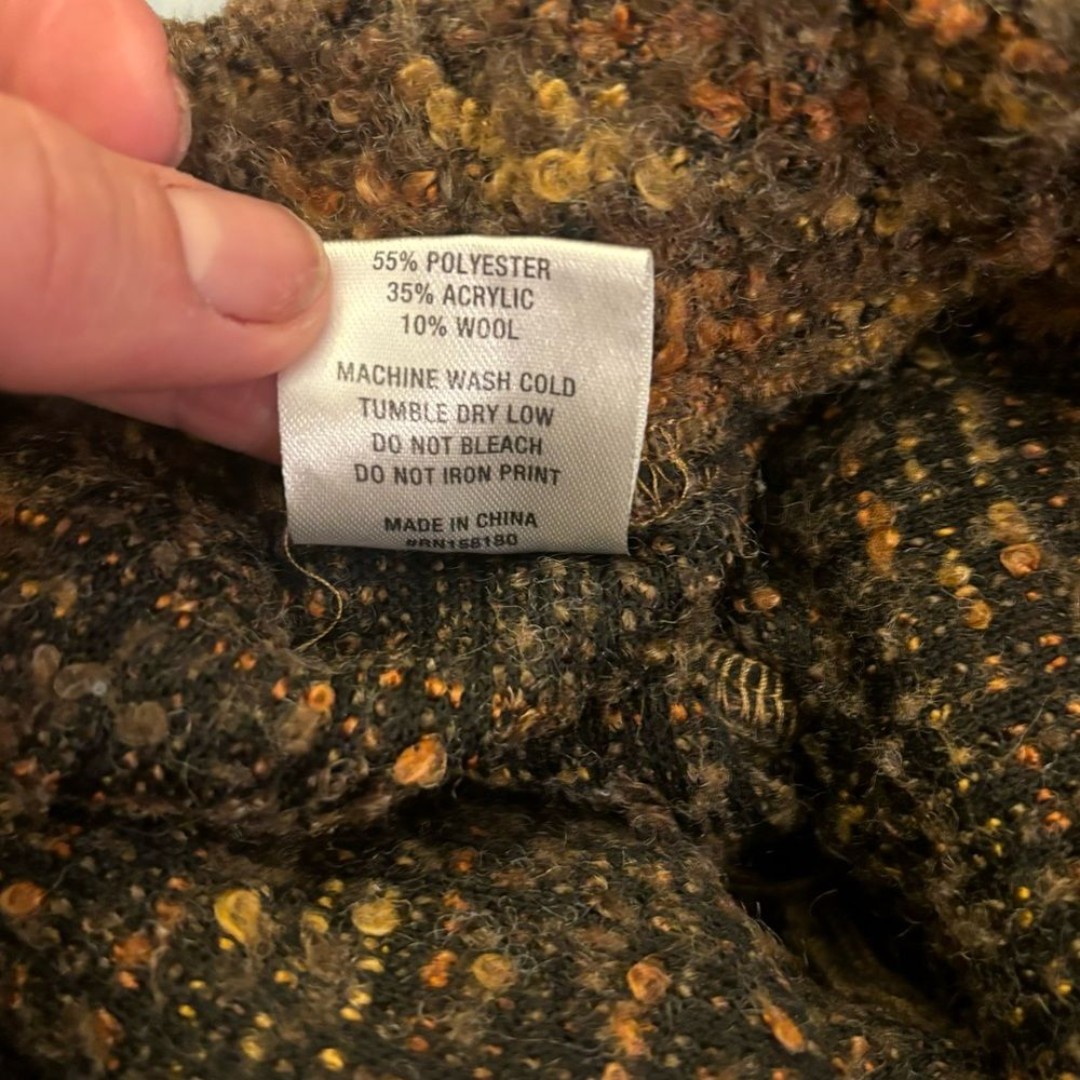 55% POLYESTER
35% ACRYLIC
10% WOOL
MACHINE WASH COLD
TUMBLE DRY LOW
DO NOT BLEACH
DO NOT IRON PRINT
MADE IN CHINA
#RN158180